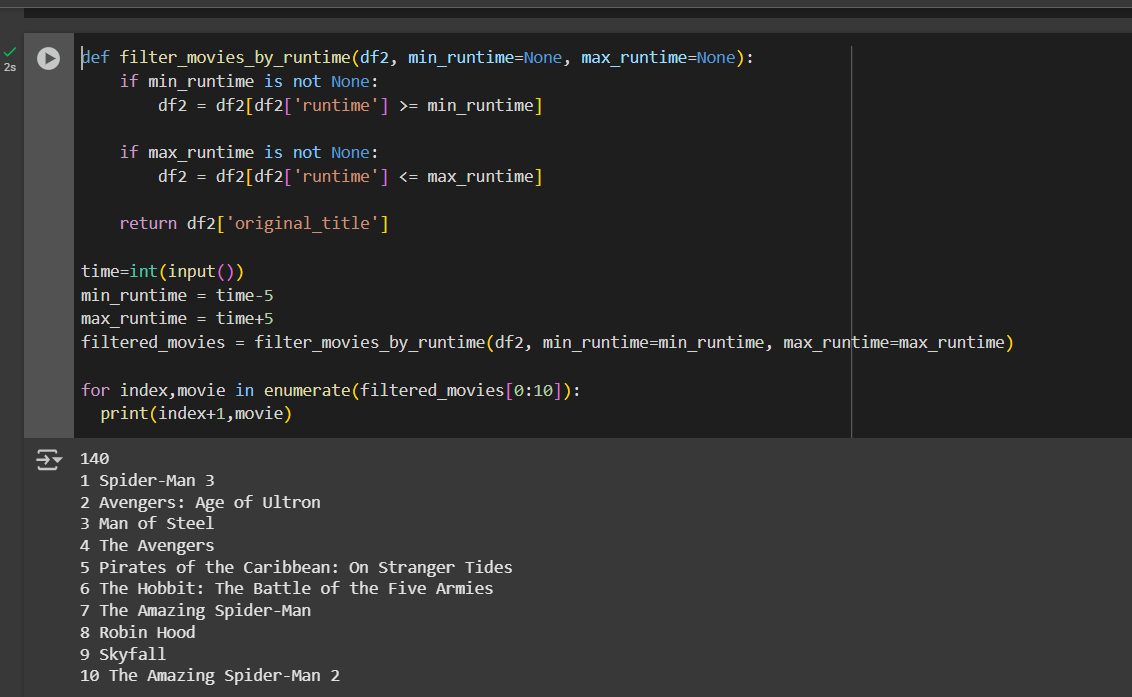 2s
def filter_movies_by_runtime(df2, min_runtime=None, max_runtime=None):
    if min_runtime is not None:
        df2 = df2[df2['runtime'] >= min_runtime]
    if max_runtime is not None:
        df2 = df2[df2['runtime'] <= max_runtime]
    return df2['original_title']
time=int(input())
min_runtime = time-5
max_runtime = time+5
filtered_movies = filter_movies_by_runtime(df2, min_runtime=min_runtime, max_runtime=max_runtime)
for index,movie in enumerate(filtered_movies[0:10]):
  print(index+1,movie)
140
1 Spider-Man 3
2 Avengers: Age of Ultron
3 Man of Steel
4 The Avengers
5 Pirates of the Caribbean: On Stranger Tides
6 The Hobbit: The Battle of the Five Armies
7 The Amazing Spider-Man
8 Robin Hood
9 Skyfall
10 The Amazing Spider-Man 2